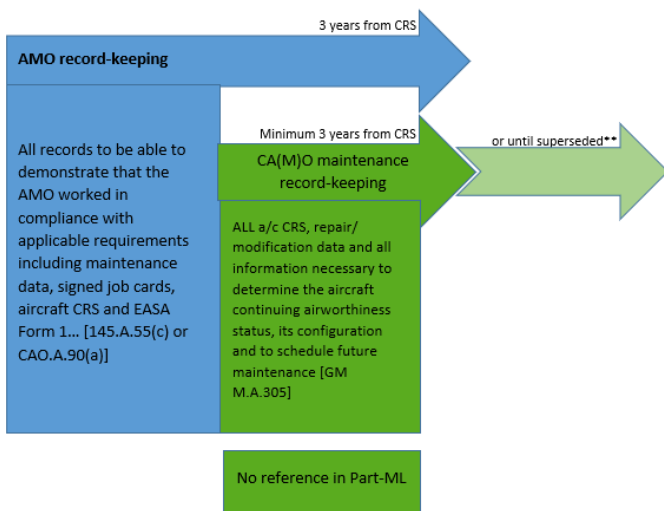 3 years from CRS
AMO record-keeping
Minimum 3 years from CRS
or until superseded**
CA(M)O maintenance
record-keeping
All records to be able to
demonstrate that the
AMO worked in
compliance with
applicable requirements
including maintenance
data, signed job cards,
aircraft CRS and EASA
Form 1... [145.A.55(c) or
CAO.A.90(a)]
ALL a/c CRS, repair/
modification data and all
information necessary to
determine the aircraft
continuing airworthiness
status, its configuration
and to schedule future
maintenance [GM
M.A.305]
No reference in Part-ML